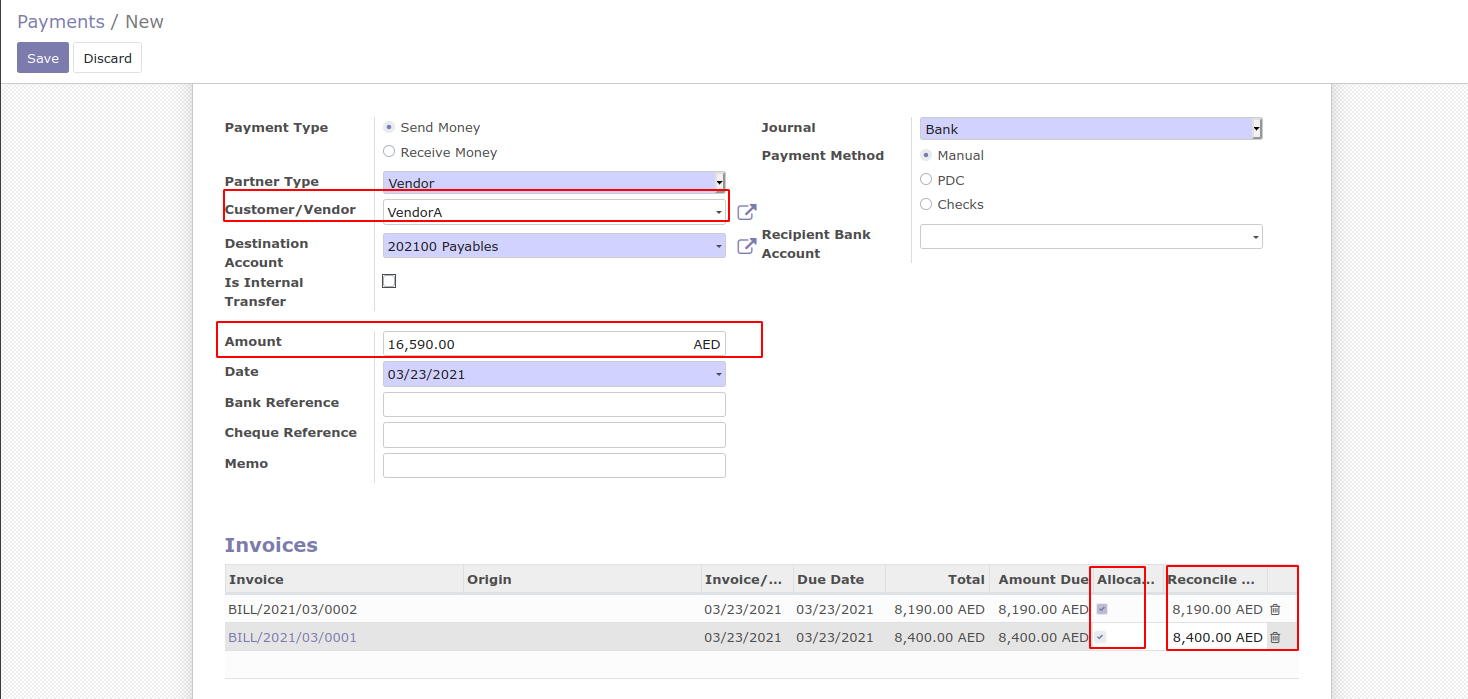 Payments / New
Save Discard
Payment Type
Send Money
Receive Money
Partner Type
Vendor
Customer/Vendor
VendorA
Destination
Account
202100 Payables
Is Internal
Transfer
Journal
Bank
Payment Method
Manual
PDC
Checks
Recipient Bank
Account
Amount
16,590.00 AED
Date
03/23/2021
Bank Reference
Cheque Reference
Memo
Invoices
Invoice Origin Invoice/... Due Date Total Amount Due Alloca... Reconcile ...
BILL/2021/03/0002 03/23/2021 03/23/2021 8,190.00 AED 8,190.00 AED 8,190.00 AED
BILL/2021/03/0001 03/23/2021 03/23/2021 8,400.00 AED 8,400.00 AED 8,400.00 AED